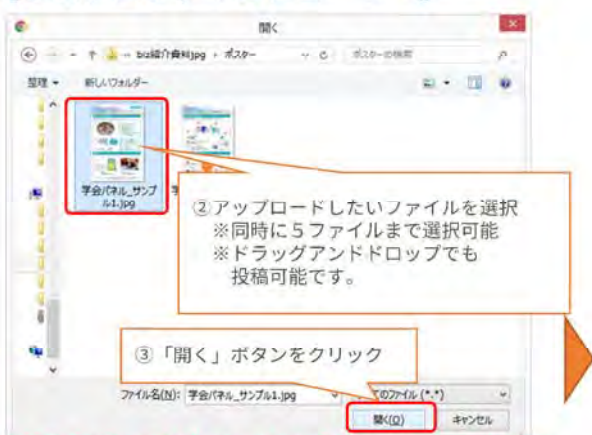 開く
biz紹介資料jpg ▸ ポスター
ポスターの検索
整理 ▾ 新しいフォルダー
学会パネル_サンプ
ル1.jpg
②アップロードしたいファイルを選択
※同時に５ファイルまで選択可能
※ドラッグアンドドロップでも
投稿可能です。
③「開く」ボタンをクリック
ファイル名(N): 学会パネル_サンプル1.jpg
てのファイル (*.*)
開く(O) キャンセル